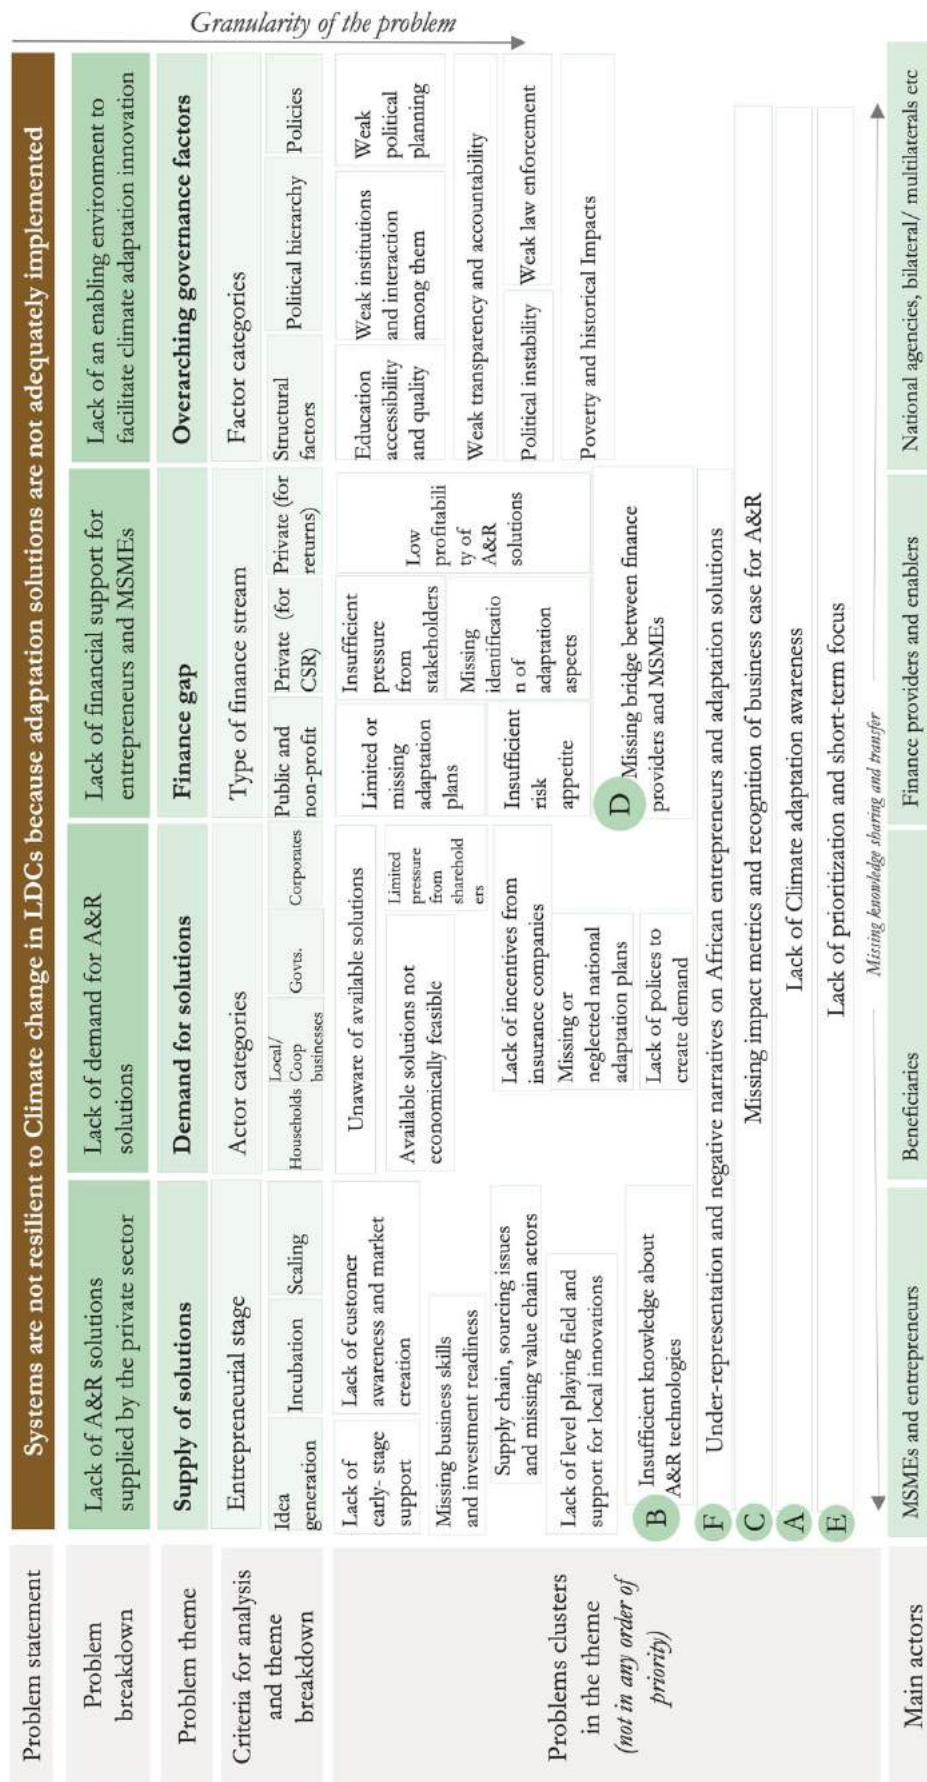 Problem statement
Systems are not resilient to Climate change in LDCs because adaptation solutions are not adequately implemented
Granularity of the problem
Problem
breakdown
Lack of A&R solutions
supplied by the private sector
Lack of demand for A&R
solutions
Lack of financial support for
entrepreneurs and MSMEs
Lack of an enabling environment to
facilitate climate adaptation innovation
Problem theme
Supply of solutions
Demand for solutions
Finance gap
Overarching governance factors
Criteria for analysis
and theme
breakdown
Entrepreneurial stage
Actor categories
Type of finance stream
Factor categories
Idea
generation
Incubation
Scaling
Households
Local/
Coop
businesses
Govts.
Corporates
Public and
non-profit
Private (for
CSR)
Private (for
returns)
Structural
factors
Political hierarchy
Policies
Problems clusters
in the theme
(not in any order of
priority)
Lack of
early- stage
support
Lack of customer
awareness and market
creation
Missing business skills
and investment readiness
Supply chain, sourcing issues
and missing value chain actors
Lack of level playing field and
support for local innovations
B
Insufficient knowledge about
A&R technologies
Unaware of available solutions
Available solutions not
economically feasible
Limited
pressure
from
sharehold
ers
Lack of incentives from
insurance companies
Missing or
neglected national
adaptation plans
Lack of polices to
create demand
Limited or
missing
adaptation
plans
Insufficient
risk
appetite
Insufficient
pressure
from
stakeholders
Missing
identificatio
n of
adaptation
aspects
Low
profitabili
ty of
A&R
solutions
D
Missing bridge between finance
providers and MSMEs
Education
accessibility
and quality
Weak institutions
and interaction
among them
Weak
political
planning
Weak transparency and accountability
Political instability
Weak law enforcement
Poverty and historical Impacts
F
Under-representation and negative narratives on African entrepreneurs and adaptation solutions
C
Missing impact metrics and recognition of business case for A&R
A
Lack of Climate adaptation awareness
E
Lack of prioritization and short-term focus
Missing knowledge sharing and transfer
Main actors
MSMEs and entrepreneurs
Beneficiaries
Finance providers and enablers
National agencies, bilateral/ multilaterals etc